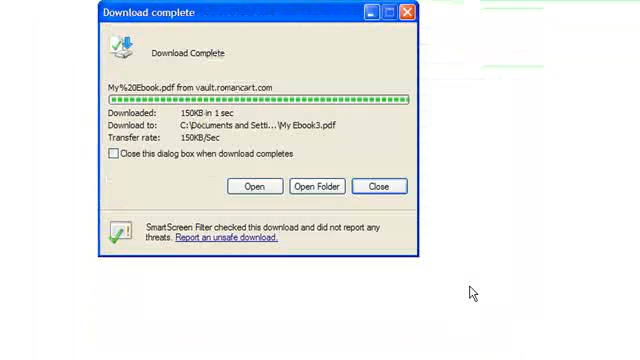 Download complete
Download Complete
My%20Ebook.pdf from vault.romancart.com
Downloaded: 150KB in 1 sec
Download to: C:\Documents and Setti...\My Ebook3.pdf
Transfer rate: 150KB/Sec
Close this dialog box when download completes
Open Open Folder Close
SmartScreen Filter checked this download and did not report any
threats. Report an unsafe download.